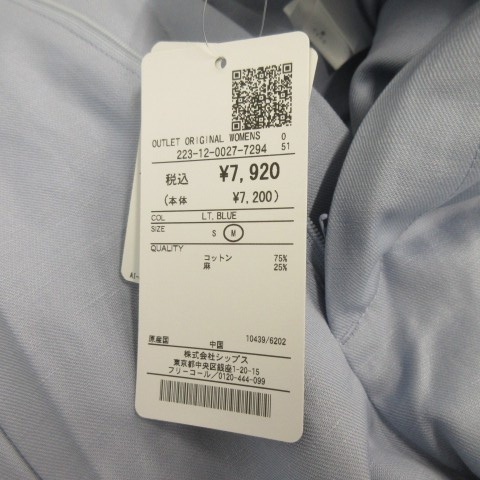 OUTLET ORIGINAL WOMENS 0
223-12-0027-7294 51
税込 ¥7,920
(本体 ¥7,200)
COL LT,BLUE
SIZE S M
QUALITY
コットン 75%
麻 25%
原産国 中国 10439/6202
株式会社シップス
東京都中央区銀座1-20-15
フリーコール/0120-444-099